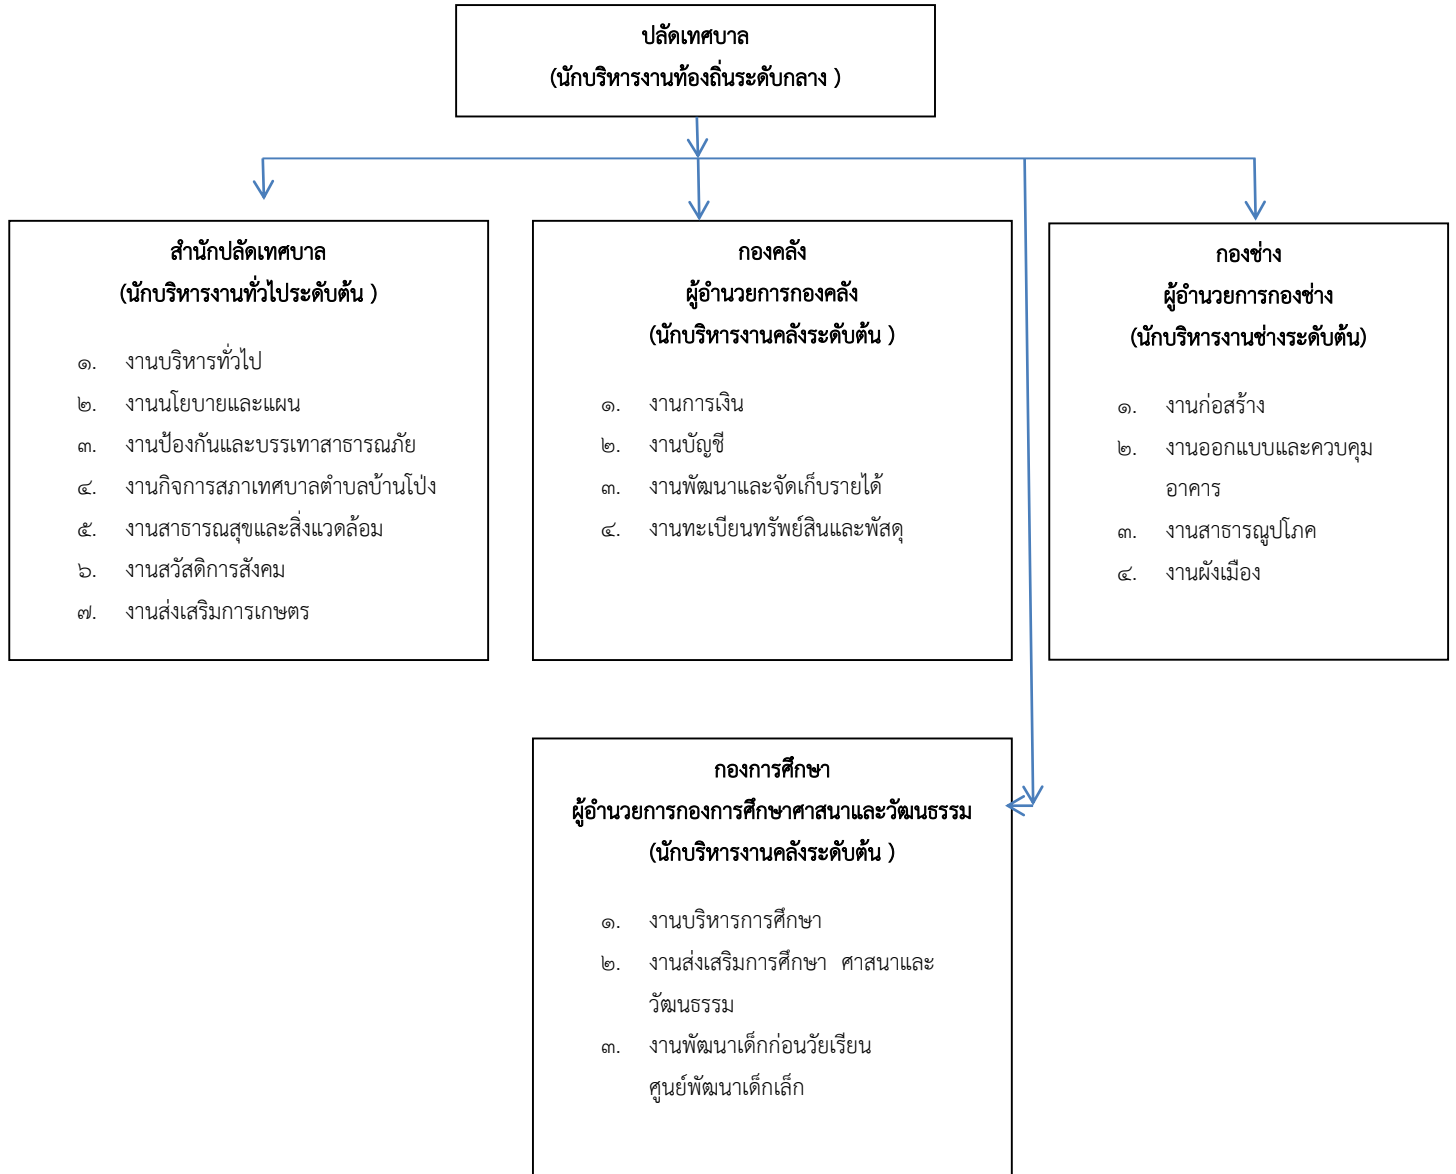 ปลัดเทศบาล
(นักบริหารงานท้องถิ่นระดับกลาง )
สำนักปลัดเทศบาล
(นักบริหารงานทั่วไประดับต้น )
๑. งานบริหารทั่วไป
๒. งานนโยบายและแผน
๓. งานป้องกันและบรรเทาสาธารณภัย
๔. งานกิจการสภาเทศบาลตำบลบ้านโป่ง
๕. งานสาธารณสุขและสิ่งแวดล้อม
๖. งานสวัสดิการสังคม
๗. งานส่งเสริมการเกษตร
กองคลัง
ผู้อำนวยการกองคลัง
(นักบริหารงานคลังระดับต้น )
๑. งานการเงิน
๒. งานบัญชี
๓. งานพัฒนาและจัดเก็บรายได้
๔. งานทะเบียนทรัพย์สินและพัสดุ
กองช่าง
ผู้อำนวยการกองช่าง
(นักบริหารงานช่างระดับต้น)
๑. งานก่อสร้าง
๒. งานออกแบบและควบคุม
อาคาร
๓. งานสาธารณูปโภค
๔. งานผังเมือง
กองการศึกษา
ผู้อำนวยการกองการศึกษาศาสนาและวัฒนธรรม
(นักบริหารงานคลังระดับต้น )
๑. งานบริหารการศึกษา
๒. งานส่งเสริมการศึกษา ศาสนาและ
วัฒนธรรม
๓. งานพัฒนาเด็กก่อนวัยเรียน
ศูนย์พัฒนาเด็กเล็ก